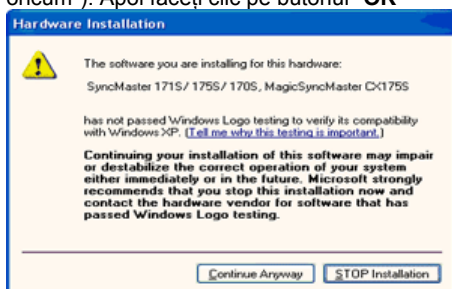 oricum"). Apoi faceţi clic pe butonul "OK"
Hardware Installation
The software you are installing for this hardware:
SyncMaster 171S/ 175S/ 170S, MagicSyncMaster CX175S
has not passed Windows Logo testing to verify its compatibility
with Windows XP. (Tell me why this testing is important.)
Continuing your installation of this software may impair
or destabilize the correct operation of your system
either immediately or in the future. Microsoft strongly
recommends that you stop this installation now and
contact the hardware vendor for software that has
passed Windows Logo testing.
Continue Anyway
STOP Installation